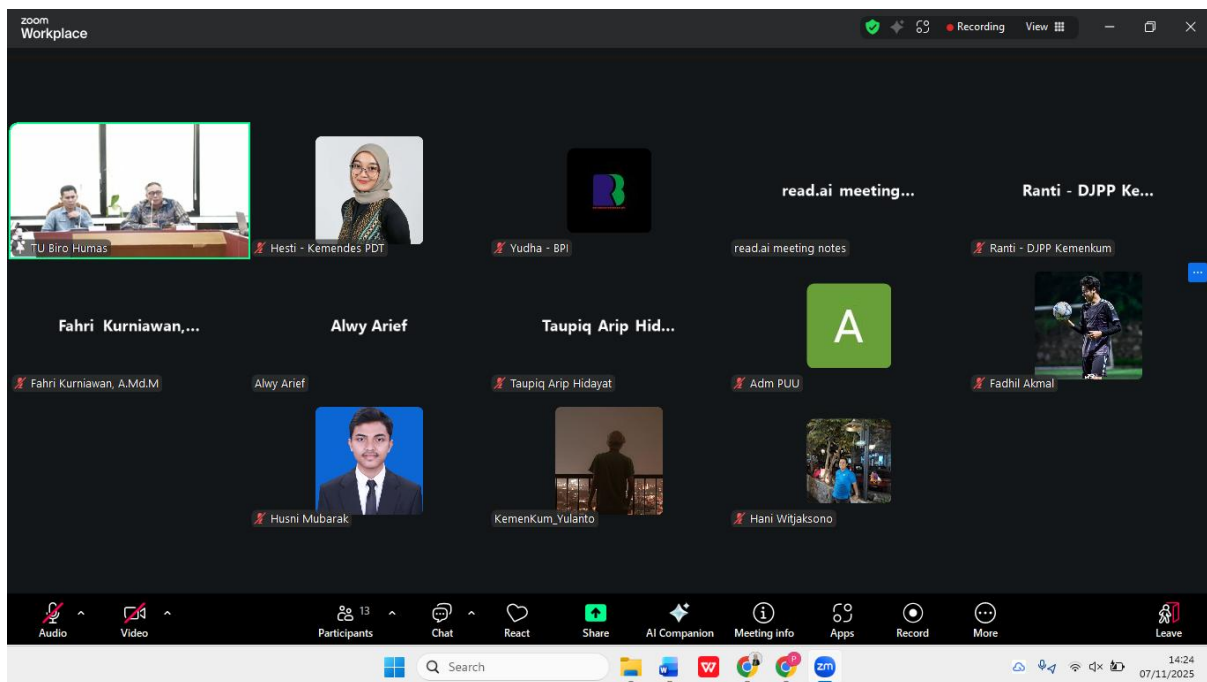 zoom
Workplace
Recording
View
TU Biro Humas
Hesti - Kemendes PDT
Yudha - BPI
read.ai meeting...
read.ai meeting notes
Ranti - DJPP Ke...
Ranti - DJPP Kemenkum
Fahri Kurniawan,...
Fahri Kurniawan, A.Md.M
Alwy Arief
Alwy Arief
Taupiq Arip Hid...
Taupiq Arip Hidayat
A
Adm PUU
Fadhil Akmal
Husni Mubarak
KemenKum_Yulanto
Hani Witjaksono
Audio
Video
13
Participants
Chat
React
Share
AI Companion
Meeting info
Apps
Record
More
Leave
Search
W
P
zm
14:24
07/11/2025